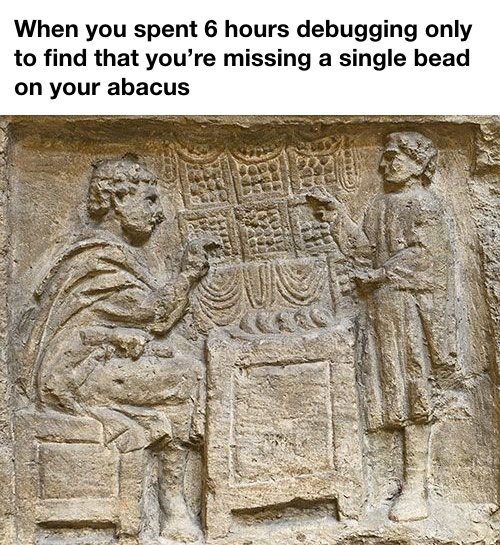 When you spent 6 hours debugging only
to find that you’re missing a single bead
on your abacus